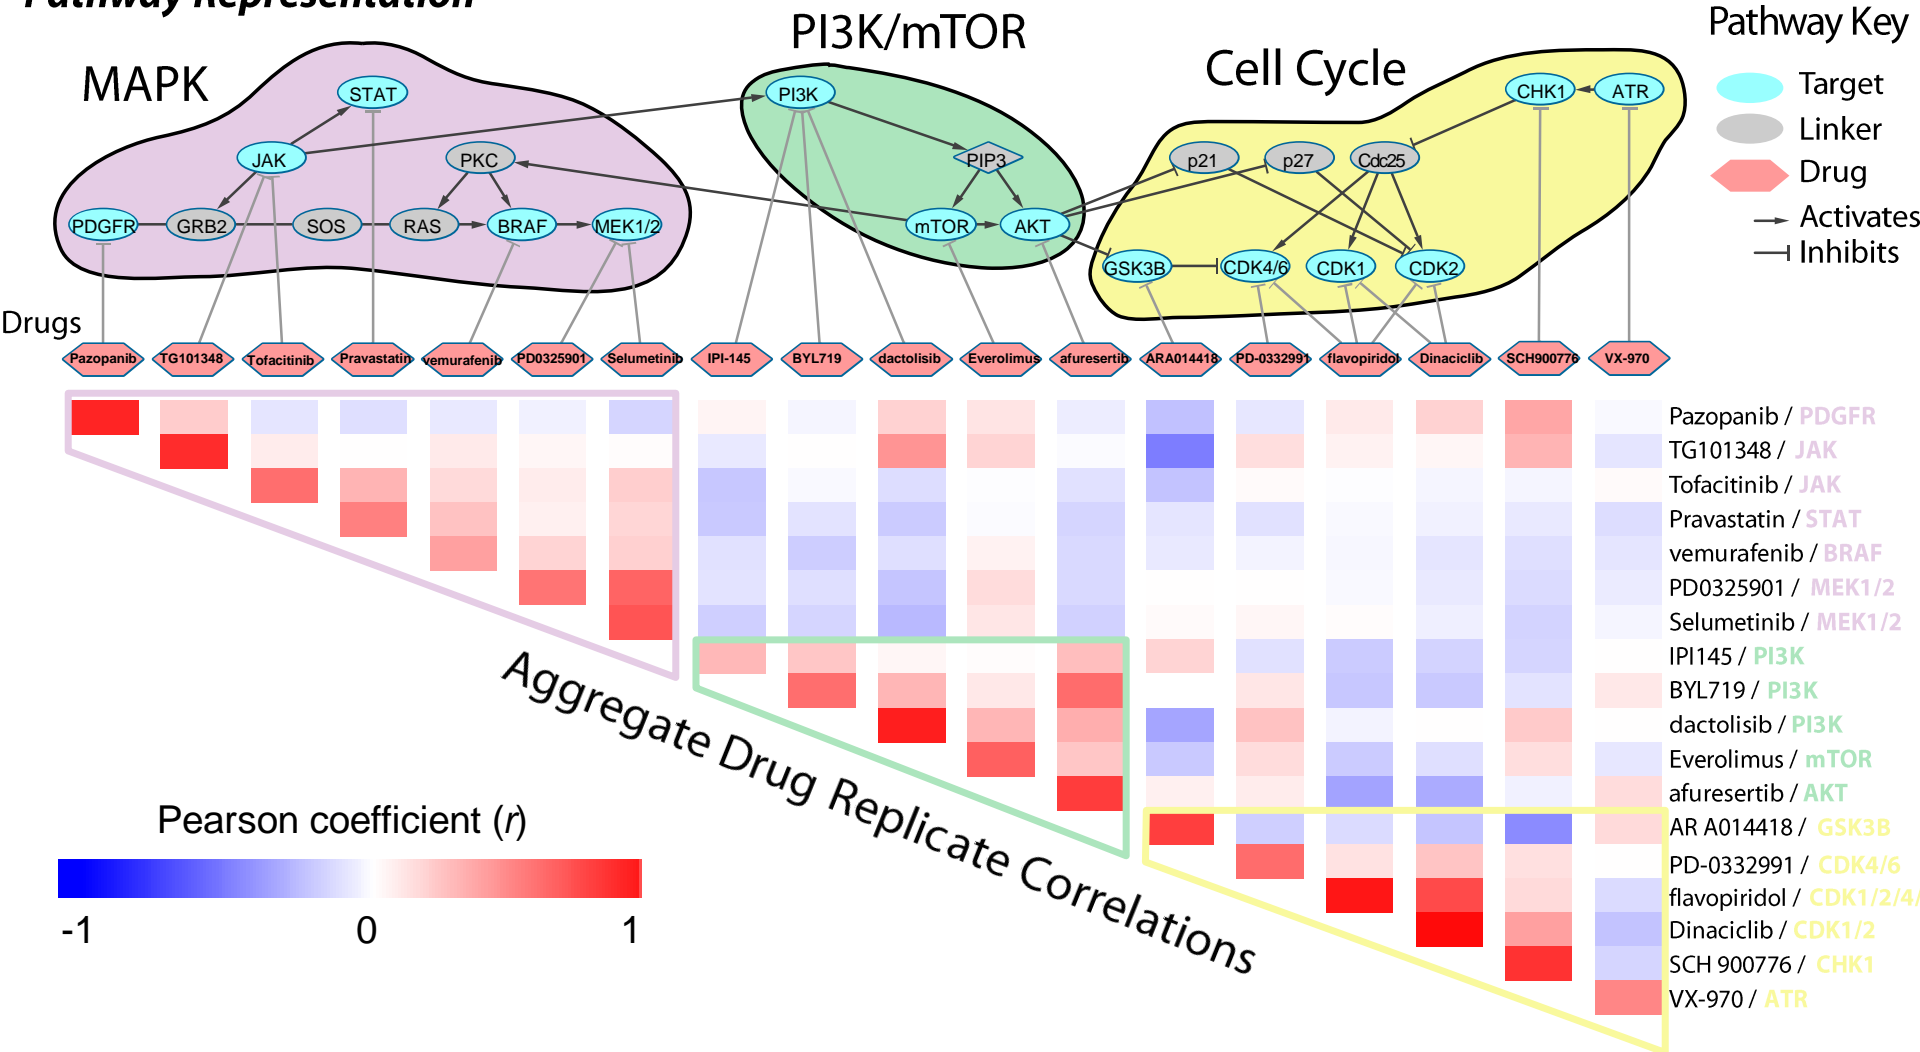 Pathway Representation
PI3K/mTOR
Pathway Key
MAPK
Cell Cycle
Target
Linker
Drug
Activates
Inhibits
STAT
PI3K
CHK1
ATR
JAK
PKC
PIP3
p21
p27
Cdc25
PDGFR
GRB2
SOS
RAS
BRAF
MEK1/2
mTOR
AKT
GSK3B
CDK4/6
CDK1
CDK2
Drugs
Pazopanib
TG101348
Tofacitinib
Pravastatin
vemurafenib
PD0325901
Selumetinib
IPI-145
BYL719
dactolisib
Everolimus
afuresertib
ARA014418
PD-0332991
flavopiridol
Dinaciclib
SCH900776
VX-970
Pazopanib / PDGFR
TG101348 / JAK
Tofacitinib / JAK
Pravastatin / STAT
vemurafenib / BRAF
PD0325901 / MEK1/2
Selumetinib / MEK1/2
IPI145 / PI3K
BYL719 / PI3K
dactolisib / PI3K
Everolimus / mTOR
afuresertib / AKT
AR A014418 / GSK3B
PD-0332991 / CDK4/6
flavopiridol / CDK1/2/4/
Dinaciclib / CDK1/2
SCH 900776 / CHK1
VX-970 / ATR
Aggregate Drug Replicate Correlations
Pearson coefficient (r)
-1
0
1